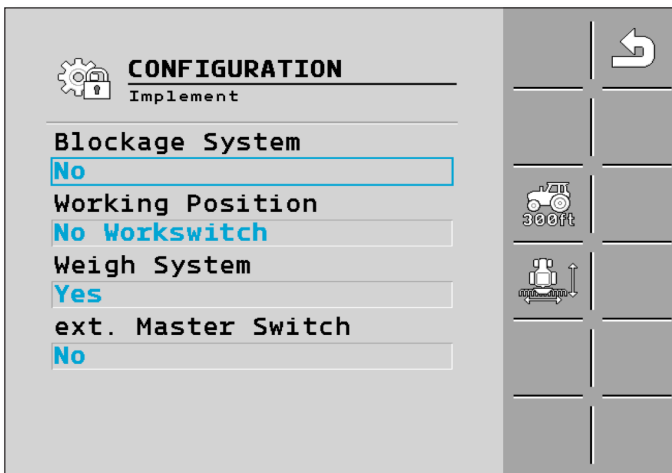 CONFIGURATION
Implement
Blockage System
No
Working Position
No Workswitch
Weigh System
Yes
ext. Master Switch
No
300ft